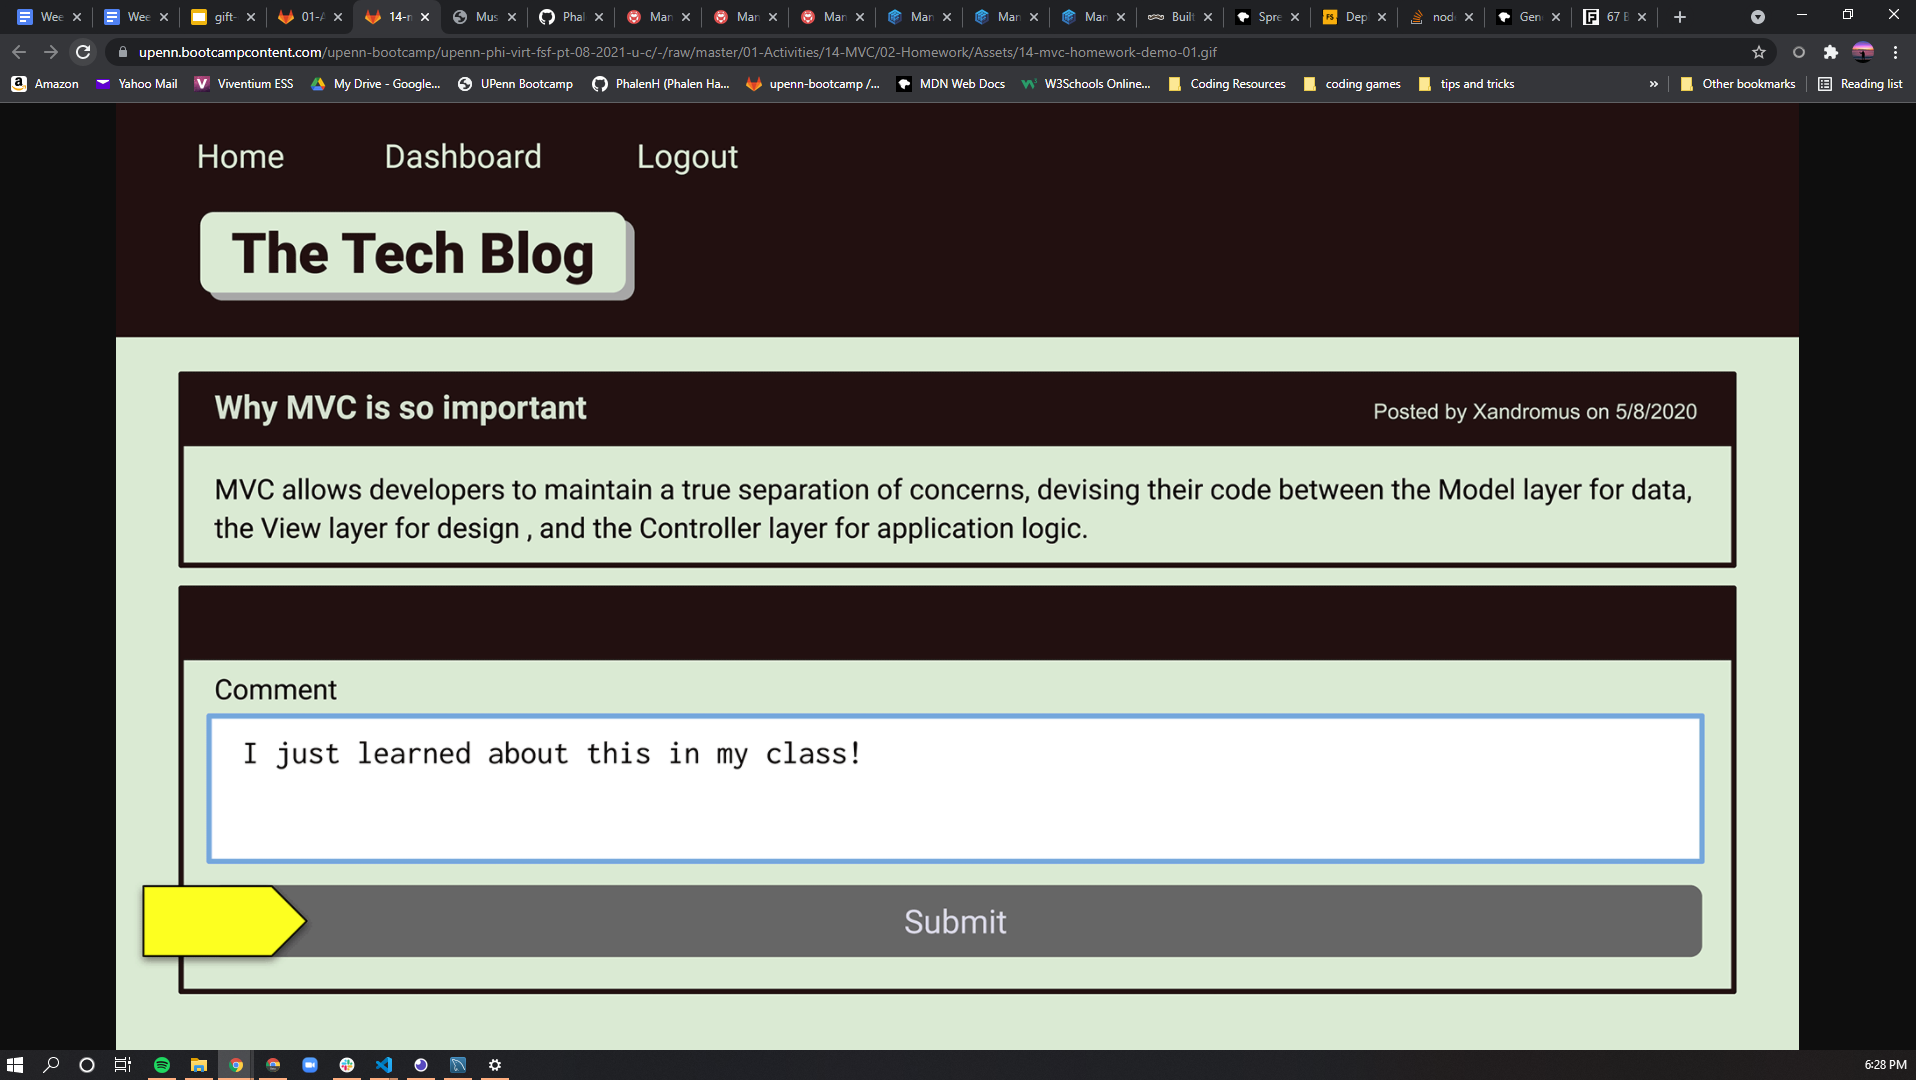 Wee
Wee
gift-
01-A
14-n
Mus
Phal
Man
Man
Man
Man
Man
Man
Built
Spre
Depl
nod
Gen
67 B
upenn.bootcampcontent.com/upenn-bootcamp/upenn-phi-virt-fsf-pt-08-2021-u-c/-/raw/master/01-Activities/14-MVC/02-Homework/Assets/14-mvc-homework-demo-01.gif
Amazon Yahoo Mail Viventium ESS My Drive - Google... UPenn Bootcamp PhalenH (Phalen Ha... upenn-bootcamp /... MDN Web Docs W3Schools Online... Coding Resources coding games tips and tricks » Other bookmarks Reading list
Home Dashboard Logout
The Tech Blog
Why MVC is so important
Posted by Xandromus on 5/8/2020
MVC allows developers to maintain a true separation of concerns, devising their code between the Model layer for data,
the View layer for design , and the Controller layer for application logic.
Comment
I just learned about this in my class!
Submit
6:28 PM